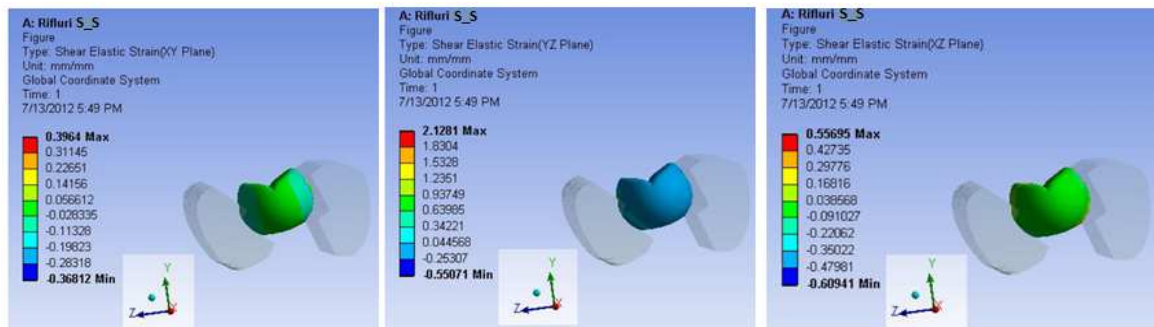 A: Rifluri S_S
Figure
Type: Shear Elastic Strain(XY Plane)
Unit: mm/mm
Global Coordinate System
Time: 1
7/13/2012 5:49 PM
0.3964 Max
0.31145
0.22651
0.14156
0.056612
-0.028335
-0.11328
-0.19823
-0.28318
-0.36812 Min
Y
Z
X
A: Rifluri S_S
Figure
Type: Shear Elastic Strain(YZ Plane)
Unit: mm/mm
Global Coordinate System
Time: 1
7/13/2012 5:49 PM
2.1281 Max
1.8304
1.5328
1.2351
0.93749
0.63985
0.34221
0.044568
-0.25307
-0.55071 Min
Y
Z
X
A: Rifluri S_S
Figure
Type: Shear Elastic Strain(XZ Plane)
Unit: mm/mm
Global Coordinate System
Time: 1
7/13/2012 5:49 PM
0.55695 Max
0.42735
0.29776
0.16816
0.038568
-0.091027
-0.22062
-0.35022
-0.47981
-0.60941 Min
Y
Z
X